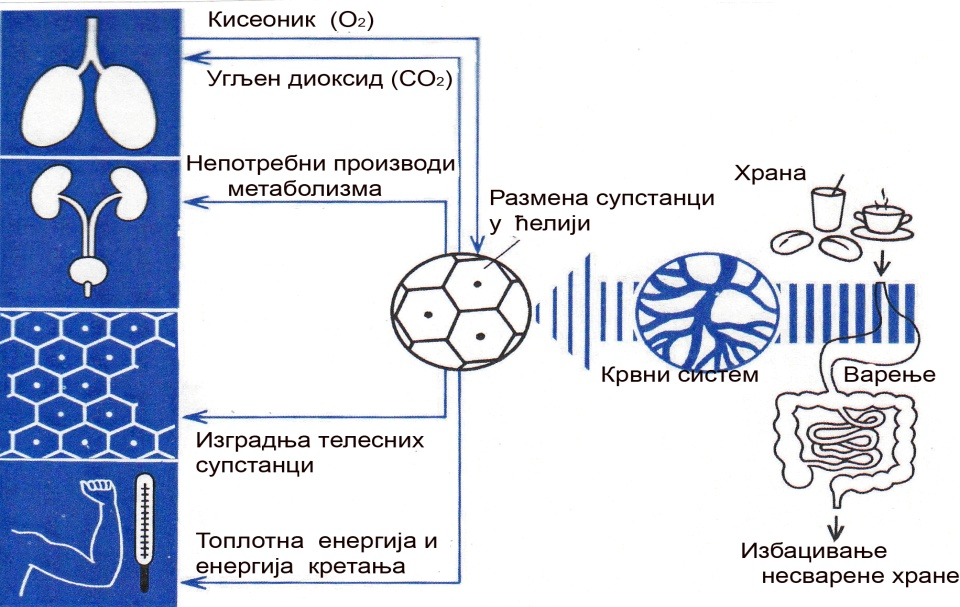 Кисеоник (O₂)
Угљен диоксид (CO₂)
Непотребни производи
метаболизма
Размена супстанци
у ћелији
Храна
Крвни систем
Варење
Изградња телесних
супстанци
Топлотна енергија и
енергија кретања
Избацивање
несварене хране